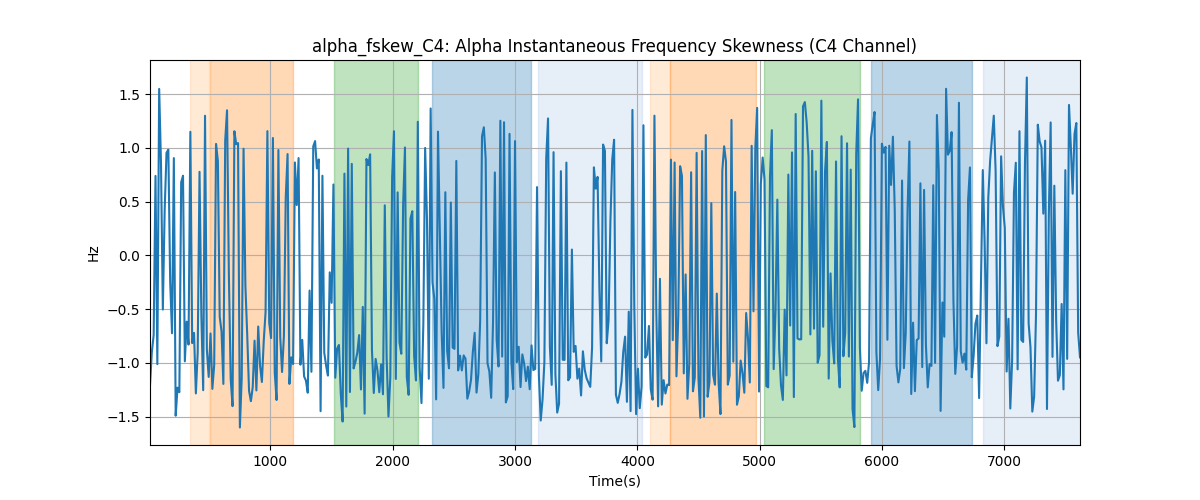 alpha_fskew_C4: Alpha Instantaneous Frequency Skewness (C4 Channel)
Hz
1.5
1.0
0.5
0.0
−0.5
−1.0
−1.5
1000 2000 3000 4000 5000 6000 7000
Time(s)